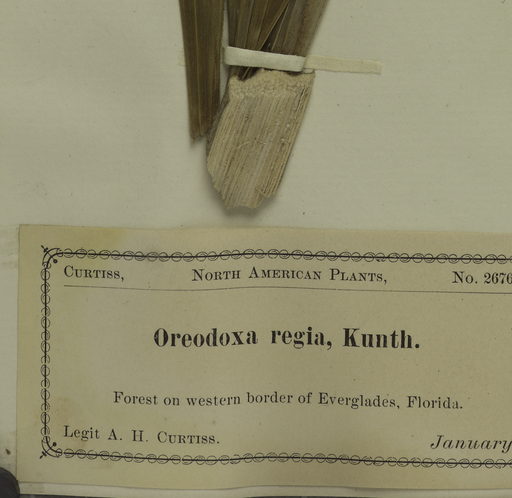 Curtiss, North American Plants, No. 2676
Oreodoxa regia, Kunth.
Forest on western border of Everglades, Florida.
Legit A. H. Curtiss. January